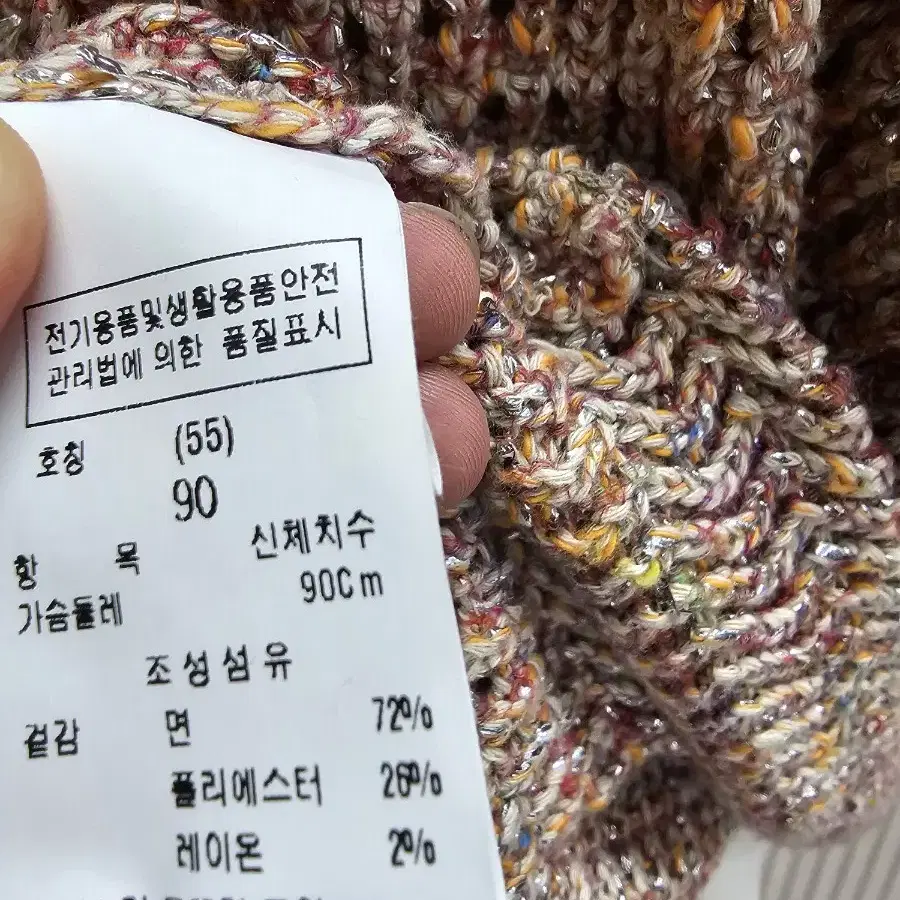 전기용품및생활용품안전
관리법에 의한 품질표시
호칭 (55)
90
항 목 신체치수
가슴둘레 90Cm
조성섬유
겉감 면 72%
폴리에스터 26%
레이온 2%